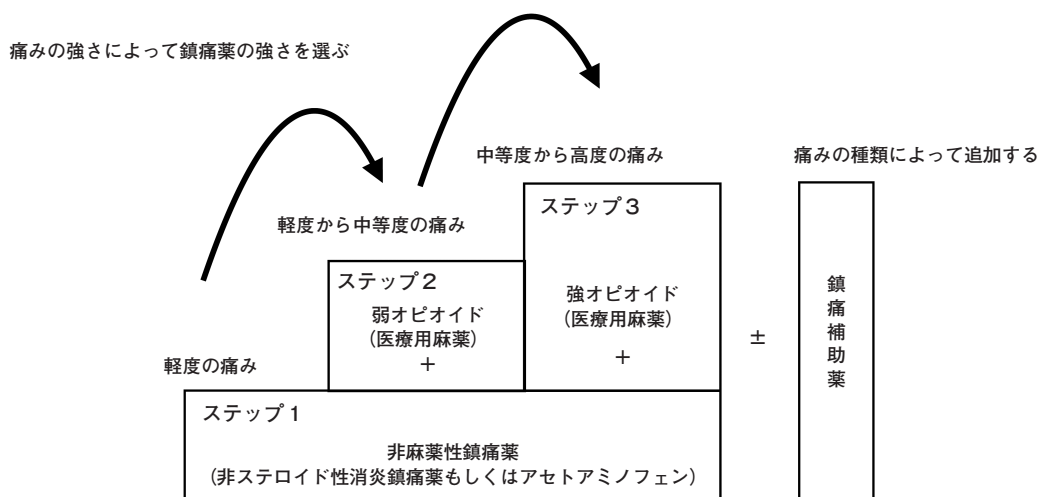 痛みの強さによって鎮痛薬の強さを選ぶ
中等度から高度の痛み
痛みの種類によって追加する
ステップ3
軽度から中等度の痛み
ステップ2
弱オピオイド
(医療用麻薬)
+
強オピオイド
(医療用麻薬)
+
±
鎮痛補助薬
軽度の痛み
ステップ1
非麻薬性鎮痛薬
(非ステロイド性消炎鎮痛薬もしくはアセトアミノフェン)